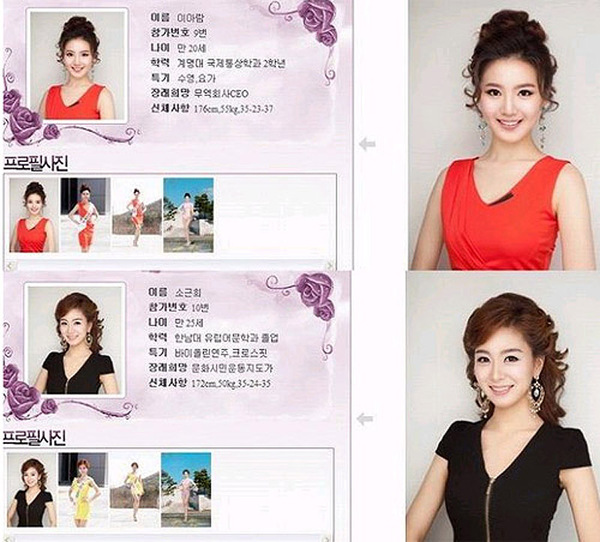 이름 이아람
참가번호 9번
나이 만 20세
학력 계명대 국제통상학과 2학년
특기 수영,요가
장래희망 무역회사CEO
신체사항 176cm,55kg,35-23-37
프로필사진
이름 소근희
참가번호 10번
나이 만 25세
학력 한남대 유럽어문학과 졸업
특기 바이올린연주,크로스핏
장래희망 문화시민운동지도가
신체사항 172cm,50kg,35-24-35
프로필사진